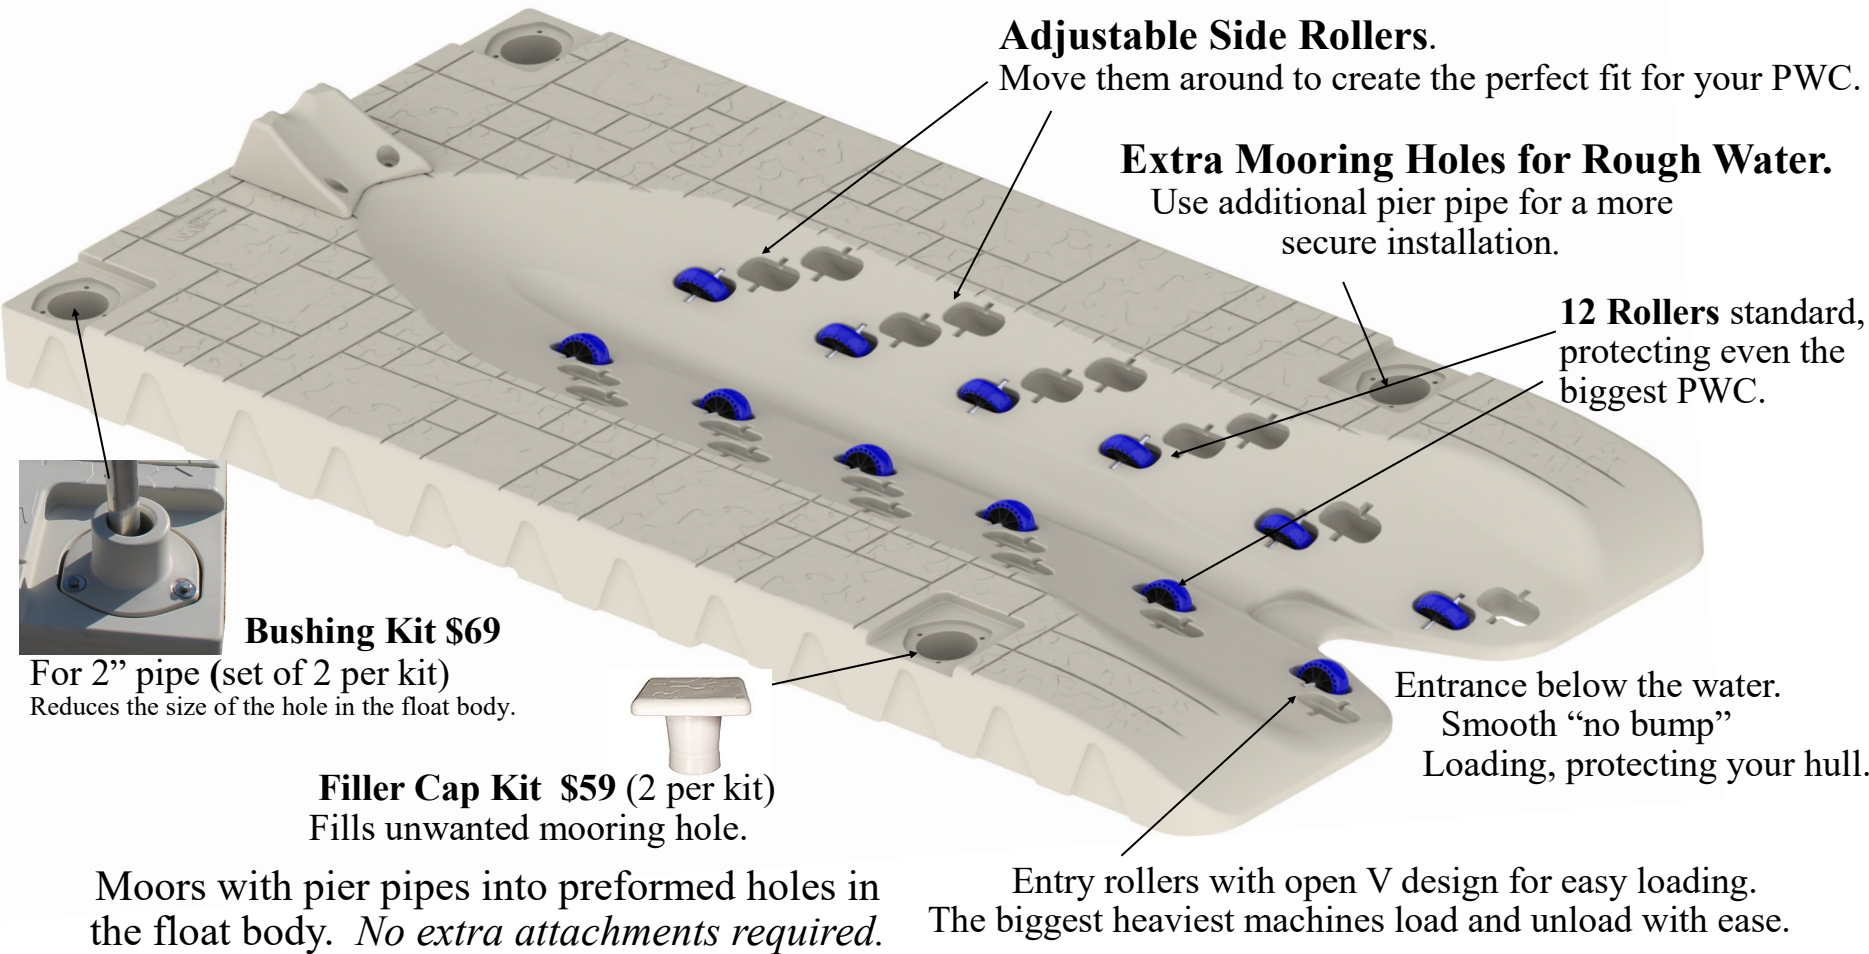 Adjustable Side Rollers.
Move them around to create the perfect fit for your PWC.
Extra Mooring Holes for Rough Water.
Use additional pier pipe for a more
secure installation.
12 Rollers standard,
protecting even the
biggest PWC.
Bushing Kit $69
For 2” pipe (set of 2 per kit)
Reduces the size of the hole in the float body.
Filler Cap Kit $59 (2 per kit)
Fills unwanted mooring hole.
Entrance below the water.
Smooth “no bump”
Loading, protecting your hull.
Moors with pier pipes into preformed holes in
the float body. No extra attachments required.
Entry rollers with open V design for easy loading.
The biggest heaviest machines load and unload with ease.